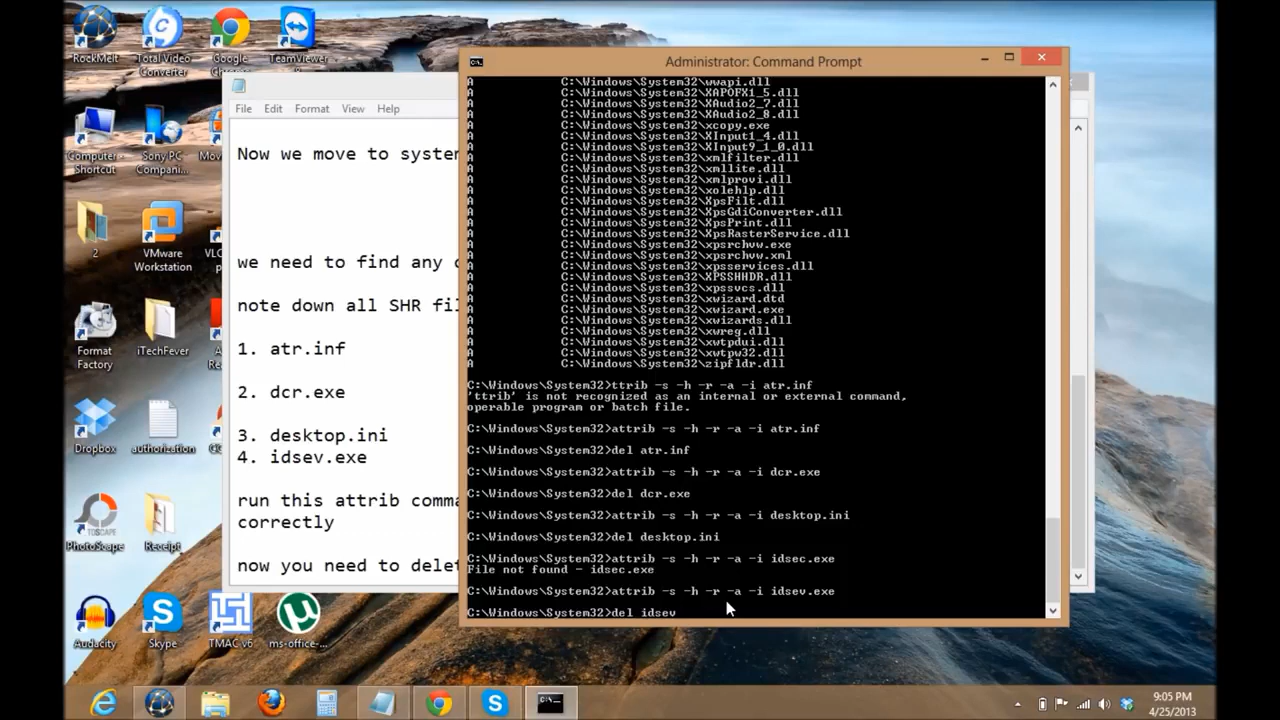 RockMelt
Total Video
Converter
Google
Chrome
TeamViewer
8
Computer -
Shortcut
Sony PC
Compani...
2
VMware
Workstation
Format
Factory
iTechFever
Dropbox
authorization
PhotoScape
Receipt
Audacity
Skype
TMAC v6
ms-office-...
File Edit Format View Help
Now we move to system
we need to find any
note down all SHR fil
1. atr.inf
2. dcr.exe
3. desktop.ini
4. idsev.exe
run this attrib comma
correctly
now you need to delet
Administrator: Command Prompt
A C:\Windows\System32\wwapi.dll
A C:\Windows\System32\XAPOFX1_5.dll
A C:\Windows\System32\XAudio2_7.dll
A C:\Windows\System32\XAudio2_8.dll
A C:\Windows\System32\xcopy.exe
A C:\Windows\System32\XInput1_4.dll
A C:\Windows\System32\XInput9_1_0.dll
A C:\Windows\System32\xmlfilter.dll
A C:\Windows\System32\xmllite.dll
A C:\Windows\System32\xmlprovi.dll
A C:\Windows\System32\xolehlp.dll
A C:\Windows\System32\XpsFilt.dll
A C:\Windows\System32\XpsGdiConverter.dll
A C:\Windows\System32\XpsPrint.dll
A C:\Windows\System32\XpsRasterService.dll
A C:\Windows\System32\xpsrchvw.exe
A C:\Windows\System32\xpsrchvw.xml
A C:\Windows\System32\xpsservices.dll
A C:\Windows\System32\XPSSHHDR.dll
A C:\Windows\System32\xpssvcs.dll
A C:\Windows\System32\xwizard.dtd
A C:\Windows\System32\xwizard.exe
A C:\Windows\System32\xwizards.dll
A C:\Windows\System32\xwreg.dll
A C:\Windows\System32\xwtpdui.dll
A C:\Windows\System32\xwtpw32.dll
A C:\Windows\System32\zipfldr.dll
C:\Windows\System32>ttrib -s -h -r -a -i atr.inf
'ttrib' is not recognized as an internal or external command,
operable program or batch file.
C:\Windows\System32>attrib -s -h -r -a -i atr.inf
C:\Windows\System32>del atr.inf
C:\Windows\System32>attrib -s -h -r -a -i dcr.exe
C:\Windows\System32>del dcr.exe
C:\Windows\System32>attrib -s -h -r -a -i desktop.ini
C:\Windows\System32>del desktop.ini
C:\Windows\System32>attrib -s -h -r -a -i idsec.exe
File not found - idsec.exe
C:\Windows\System32>attrib -s -h -r -a -i idsev.exe
C:\Windows\System32>del idsev
9:05 PM
4/25/2013